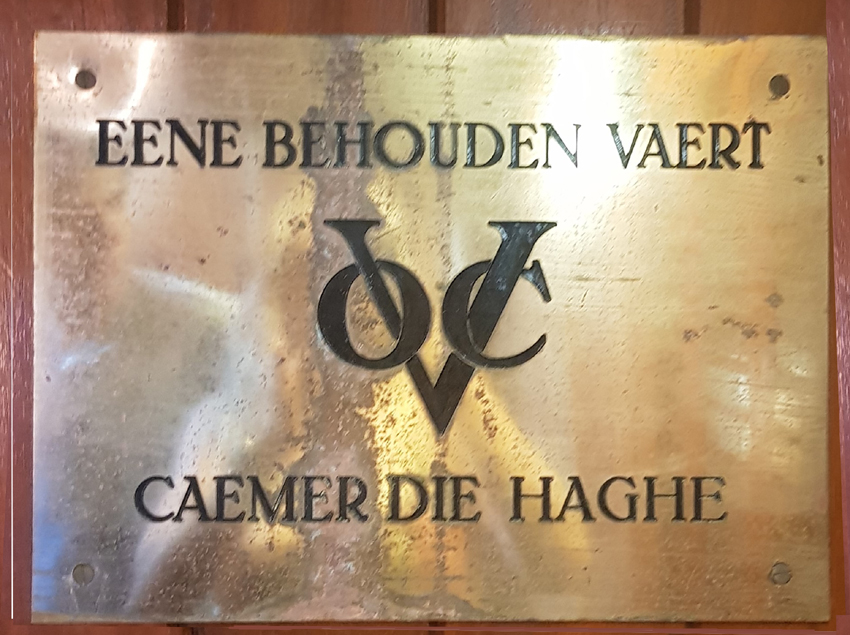 EENE BEHOUDEN VAERT
VOC
CAEMER DIE HAGHE